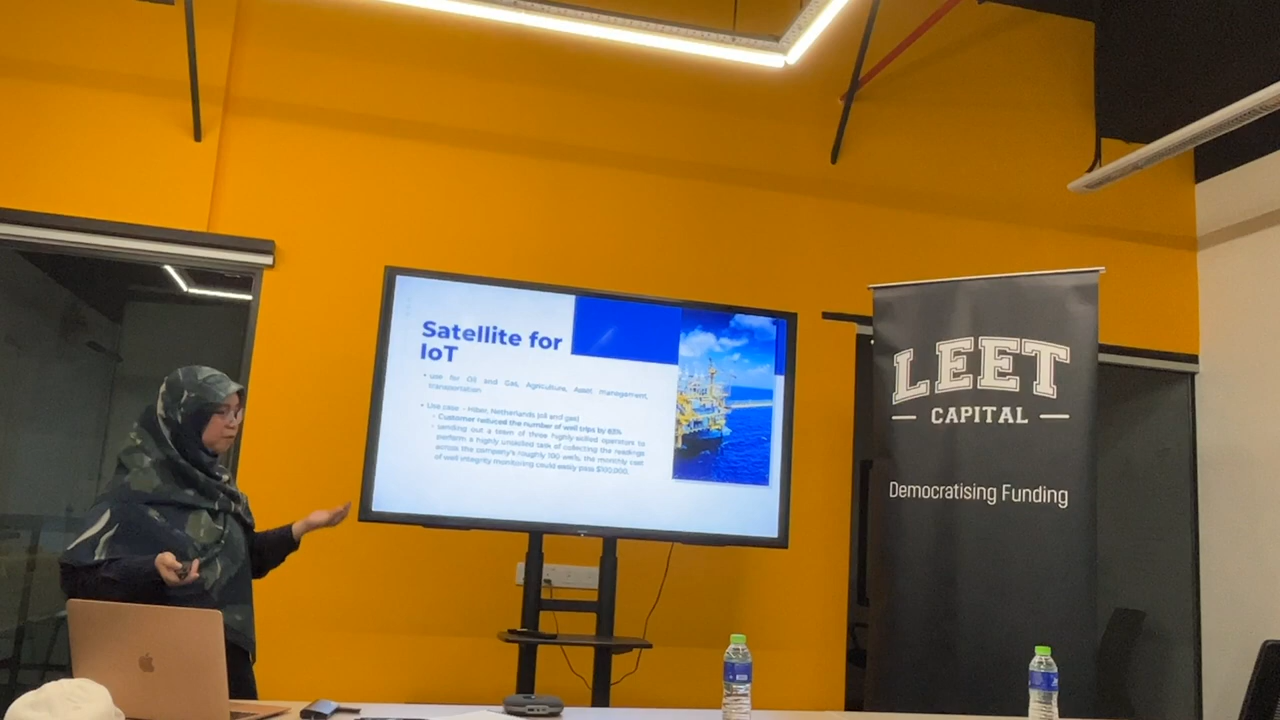 Satellite for
IoT
• use for Oil and Gas, Agriculture, Asset management,
transportation
• Use case - Hiber, Netherlands (oil and gas)
◦ Customer reduced the number of well trips by 83%
◦ sending out a team of three highly-skilled operators to
perform a highly unskilled task of collecting the readings
across the company's roughly 100 wells, the monthly cost
of well integrity monitoring could easily pass $100,000.
LEET
CAPITAL
Democratising Funding